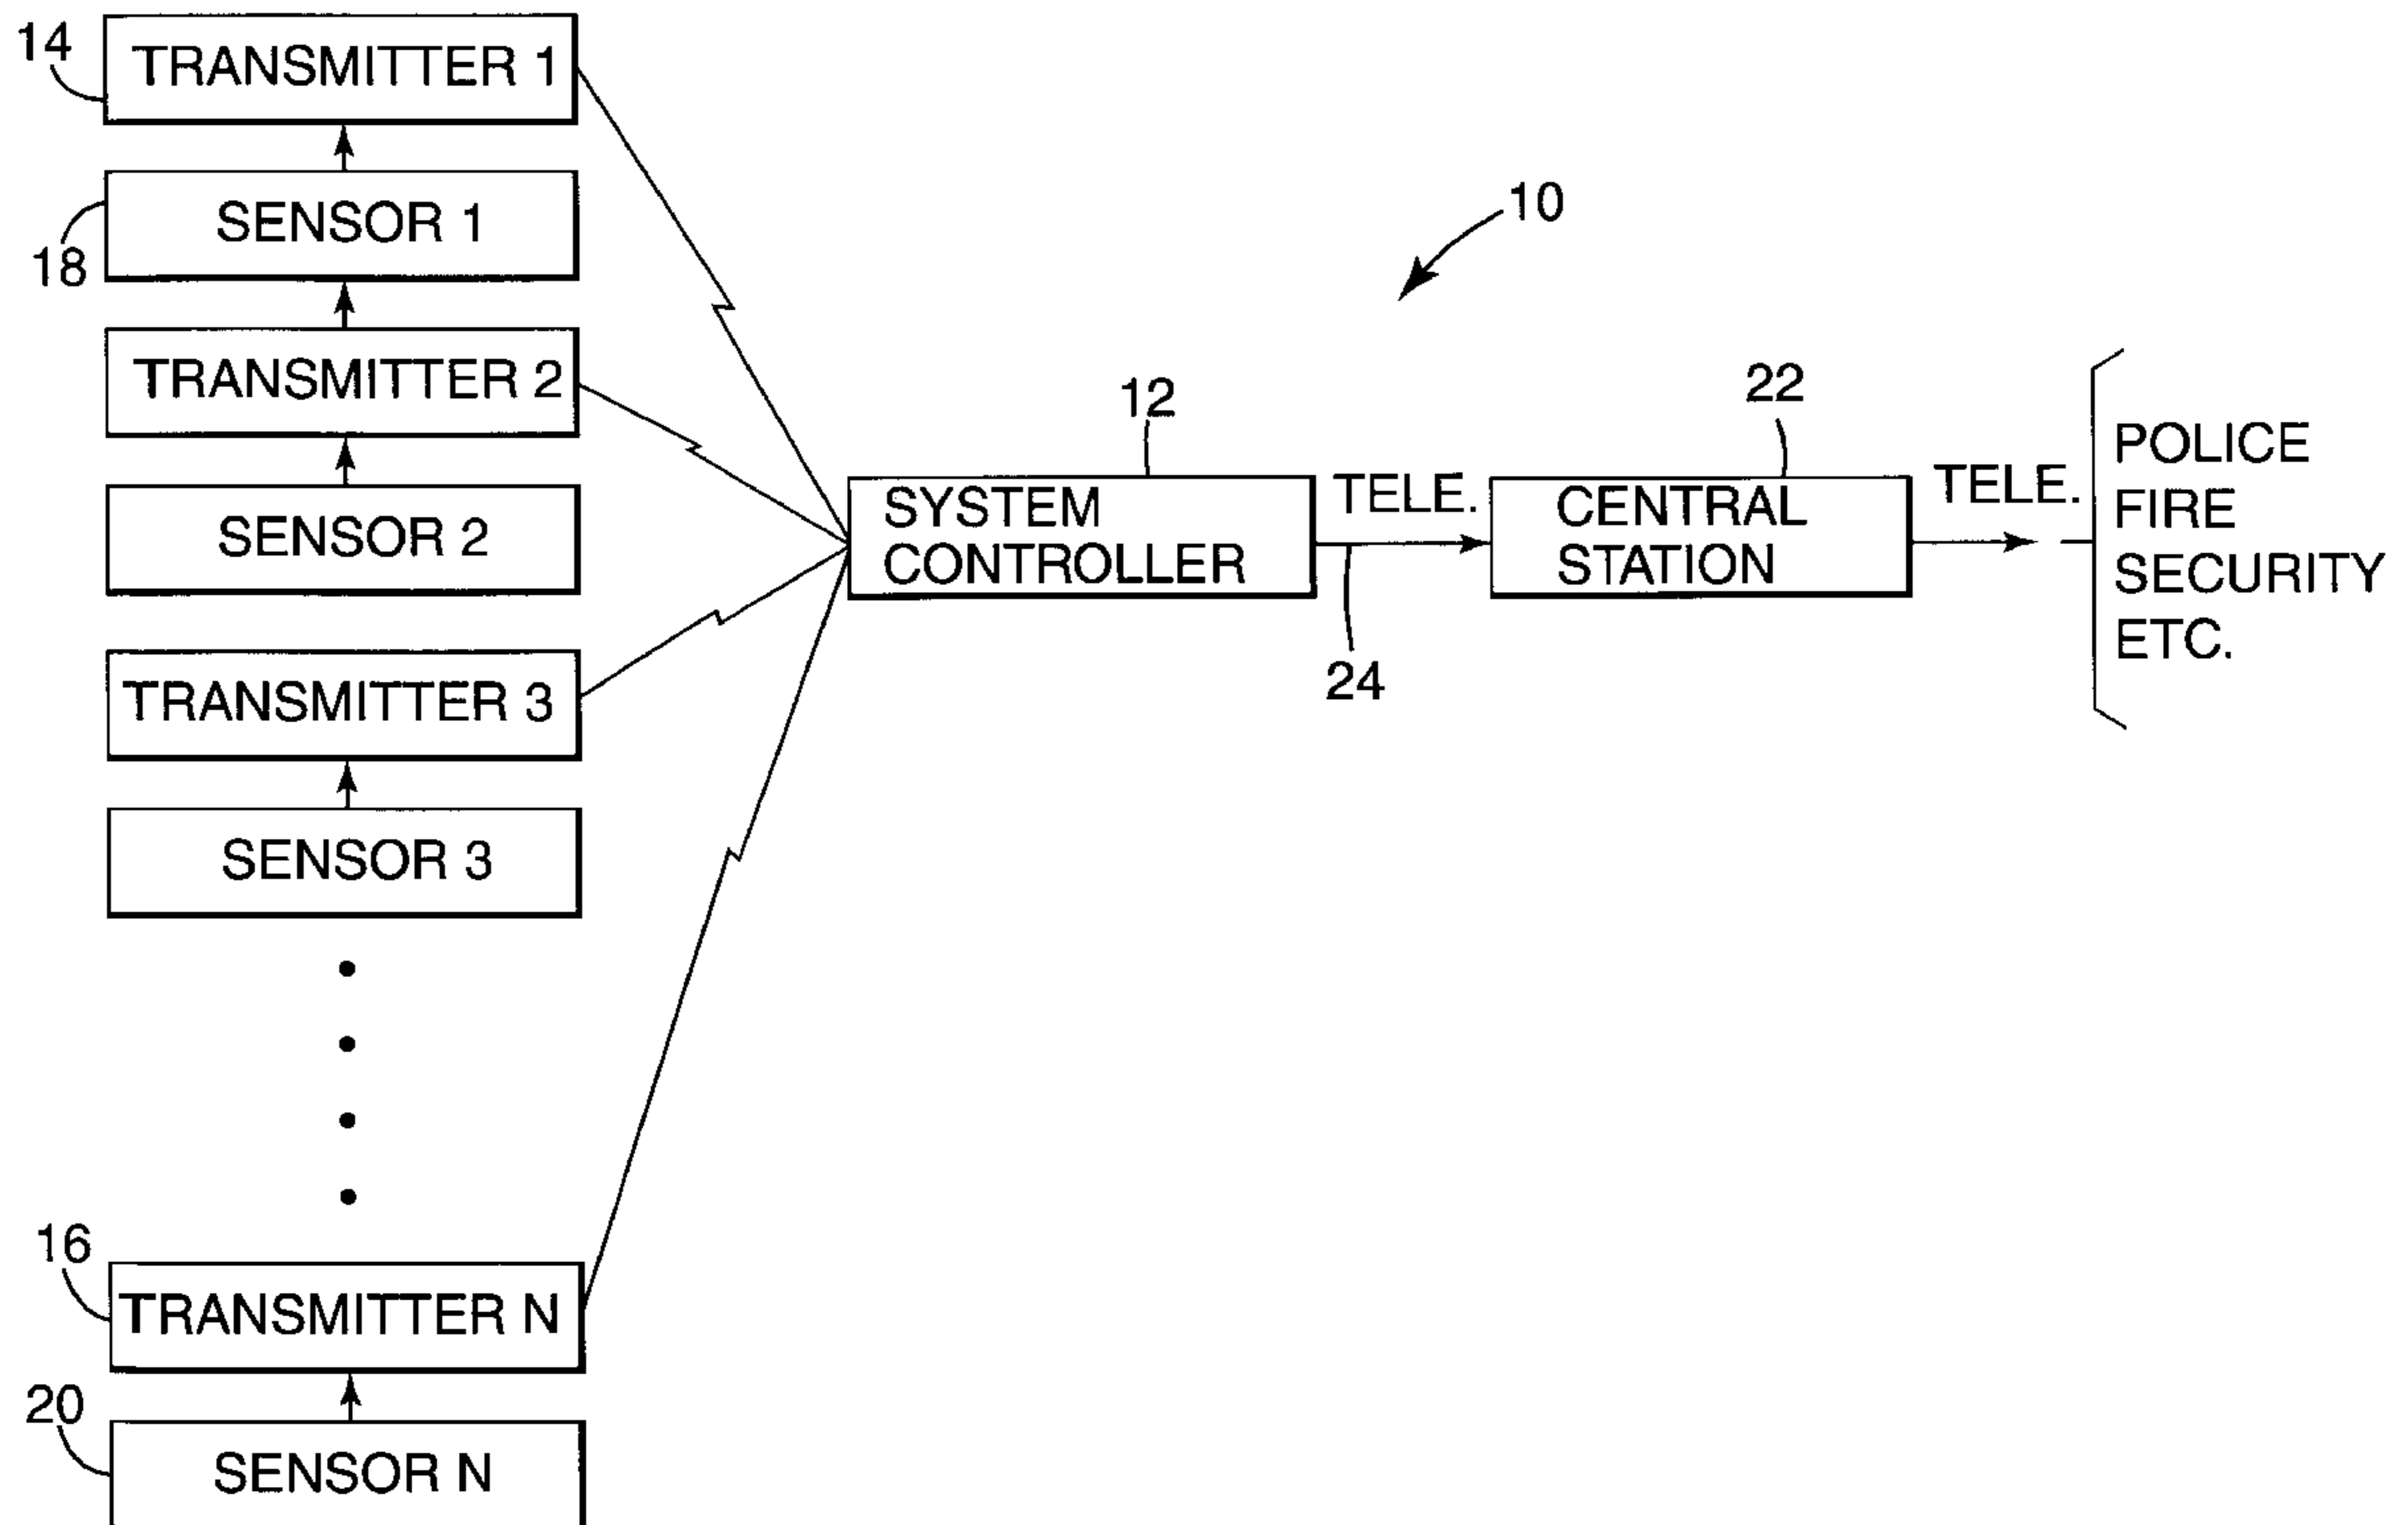 14
TRANSMITTER 1
18
SENSOR 1
TRANSMITTER 2
SENSOR 2
TRANSMITTER 3
SENSOR 3
16
TRANSMITTER N
20
SENSOR N
10
12
SYSTEM
CONTROLLER
TELE.
24
22
CENTRAL
STATION
TELE.
POLICE
FIRE
SECURITY
ETC.